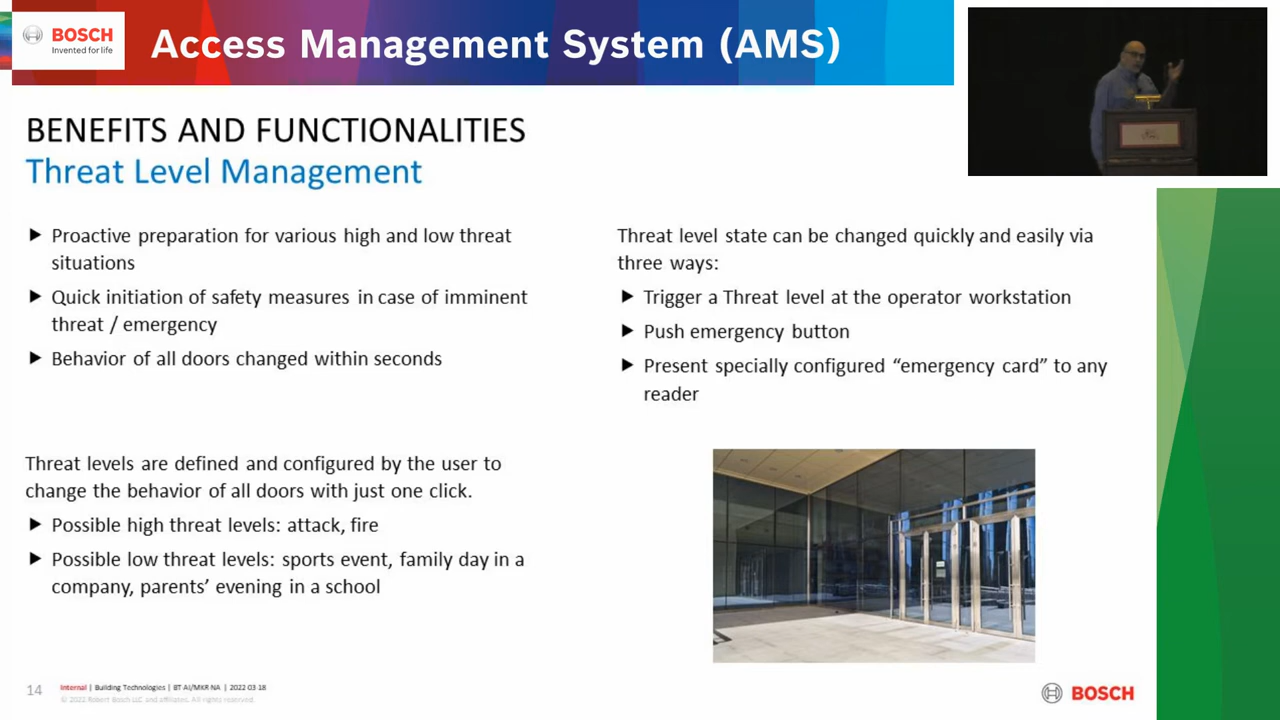 BOSCH
Invented for life
Access Management System (AMS)
BENEFITS AND FUNCTIONALITIES
Threat Level Management
Proactive preparation for various high and low threat
situations
Quick initiation of safety measures in case of imminent
threat / emergency
Behavior of all doors changed within seconds
Threat levels are defined and configured by the user to
change the behavior of all doors with just one click.
Possible high threat levels: attack, fire
Possible low threat levels: sports event, family day in a
company, parents’ evening in a school
Threat level state can be changed quickly and easily via
three ways:
Trigger a Threat level at the operator workstation
Push emergency button
Present specially configured “emergency card” to any
reader
14
Internal | Building Technologies | BT AI/MKR NA | 2022 03 18
© 2022 Robert Bosch LLC and affiliates. All rights reserved.
BOSCH